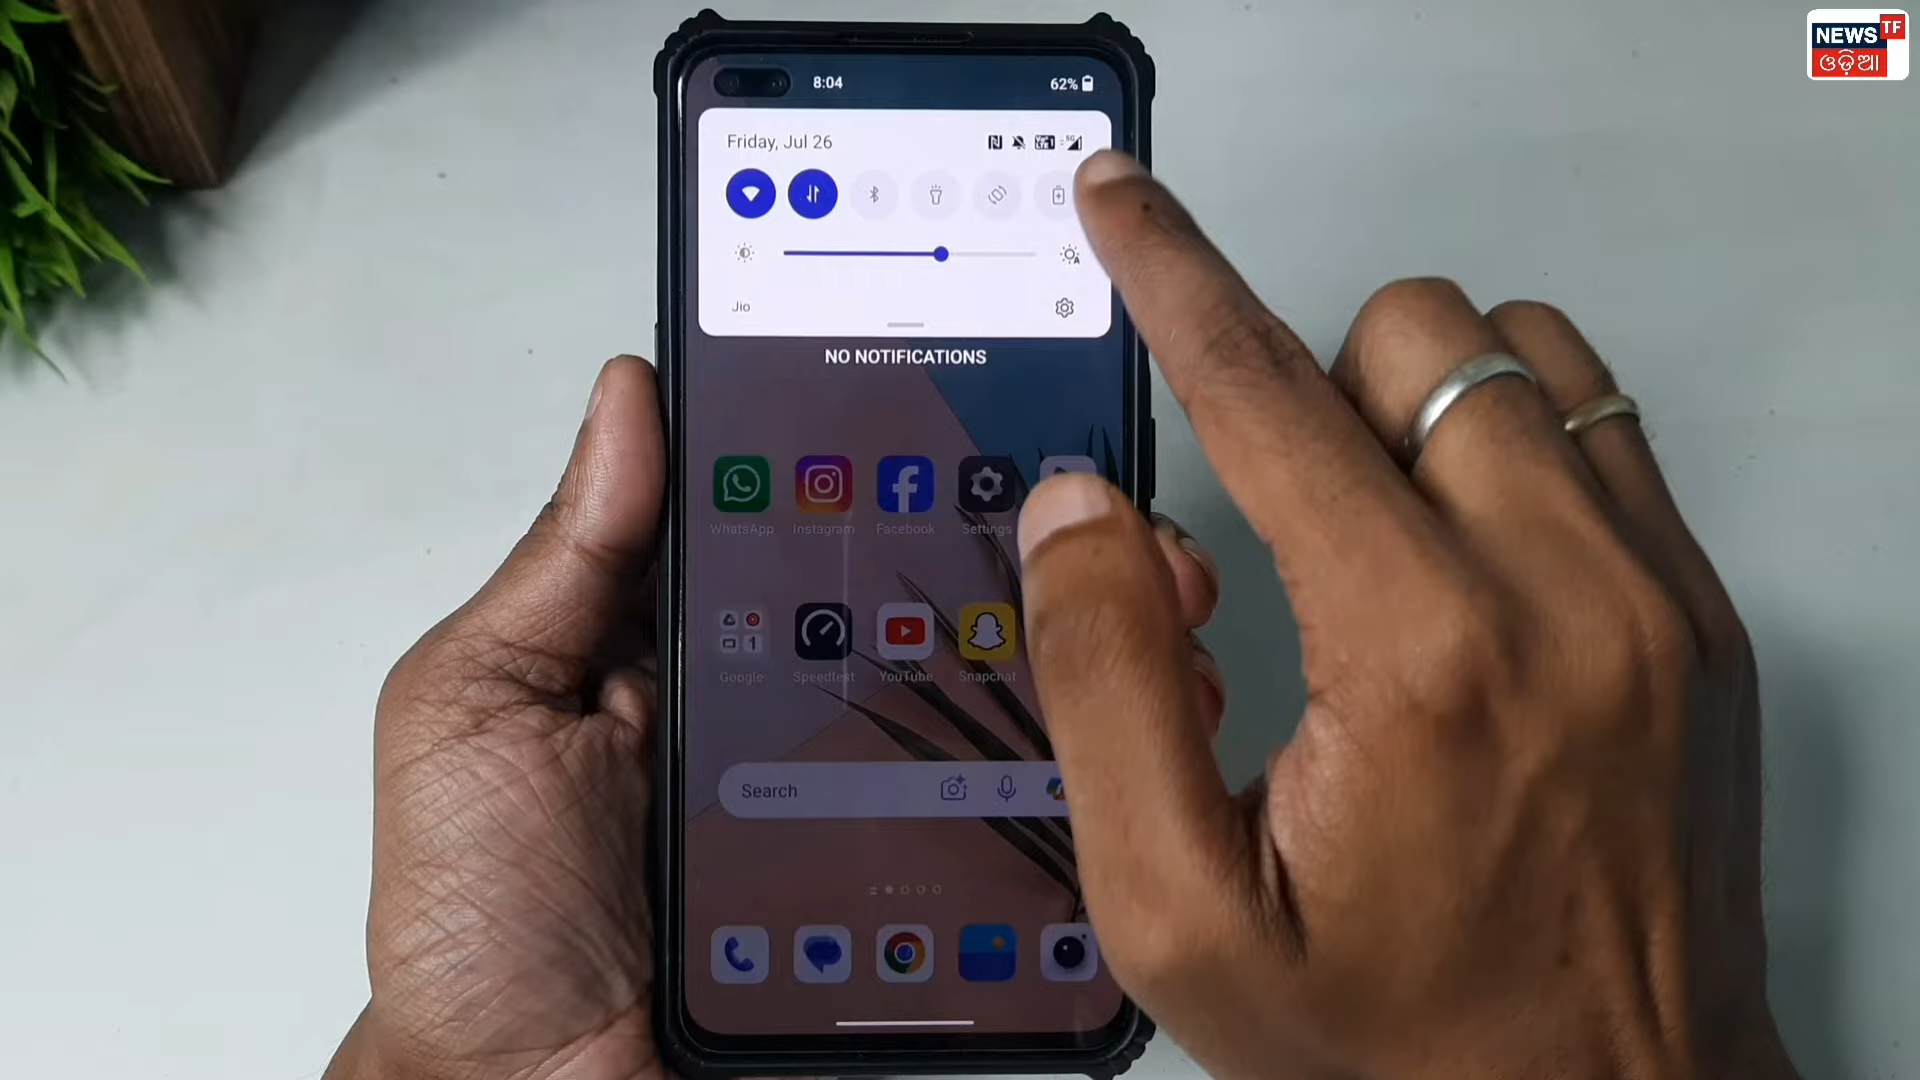 NEWS TF
ଓଡ଼ିଆ
8:04
62%
Friday, Jul 26
5G
Jio
NO NOTIFICATIONS
WhatsApp Instagram Facebook Settings
Google Speedtest YouTube Snapchat
Search